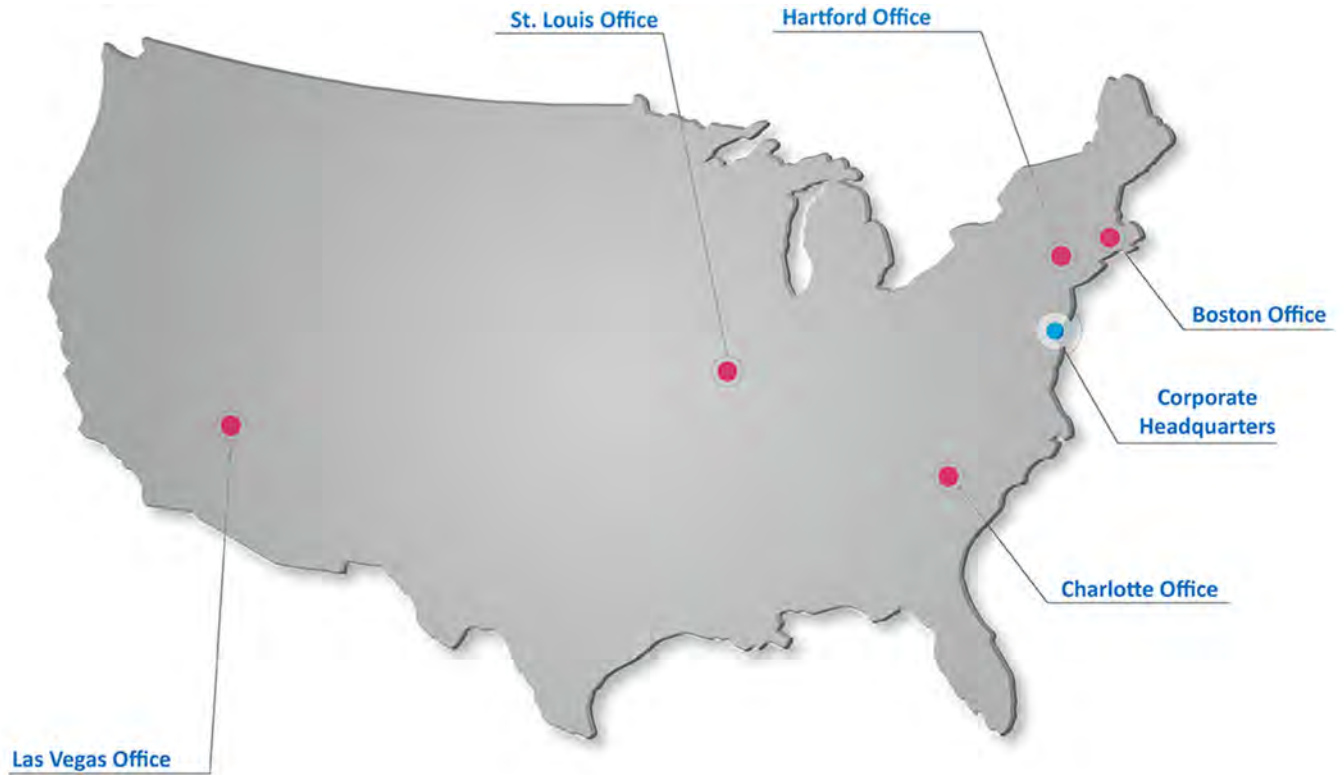 St. Louis Office
Hartford Office
Boston Office
Corporate
Headquarters
Charlotte Office
Las Vegas Office